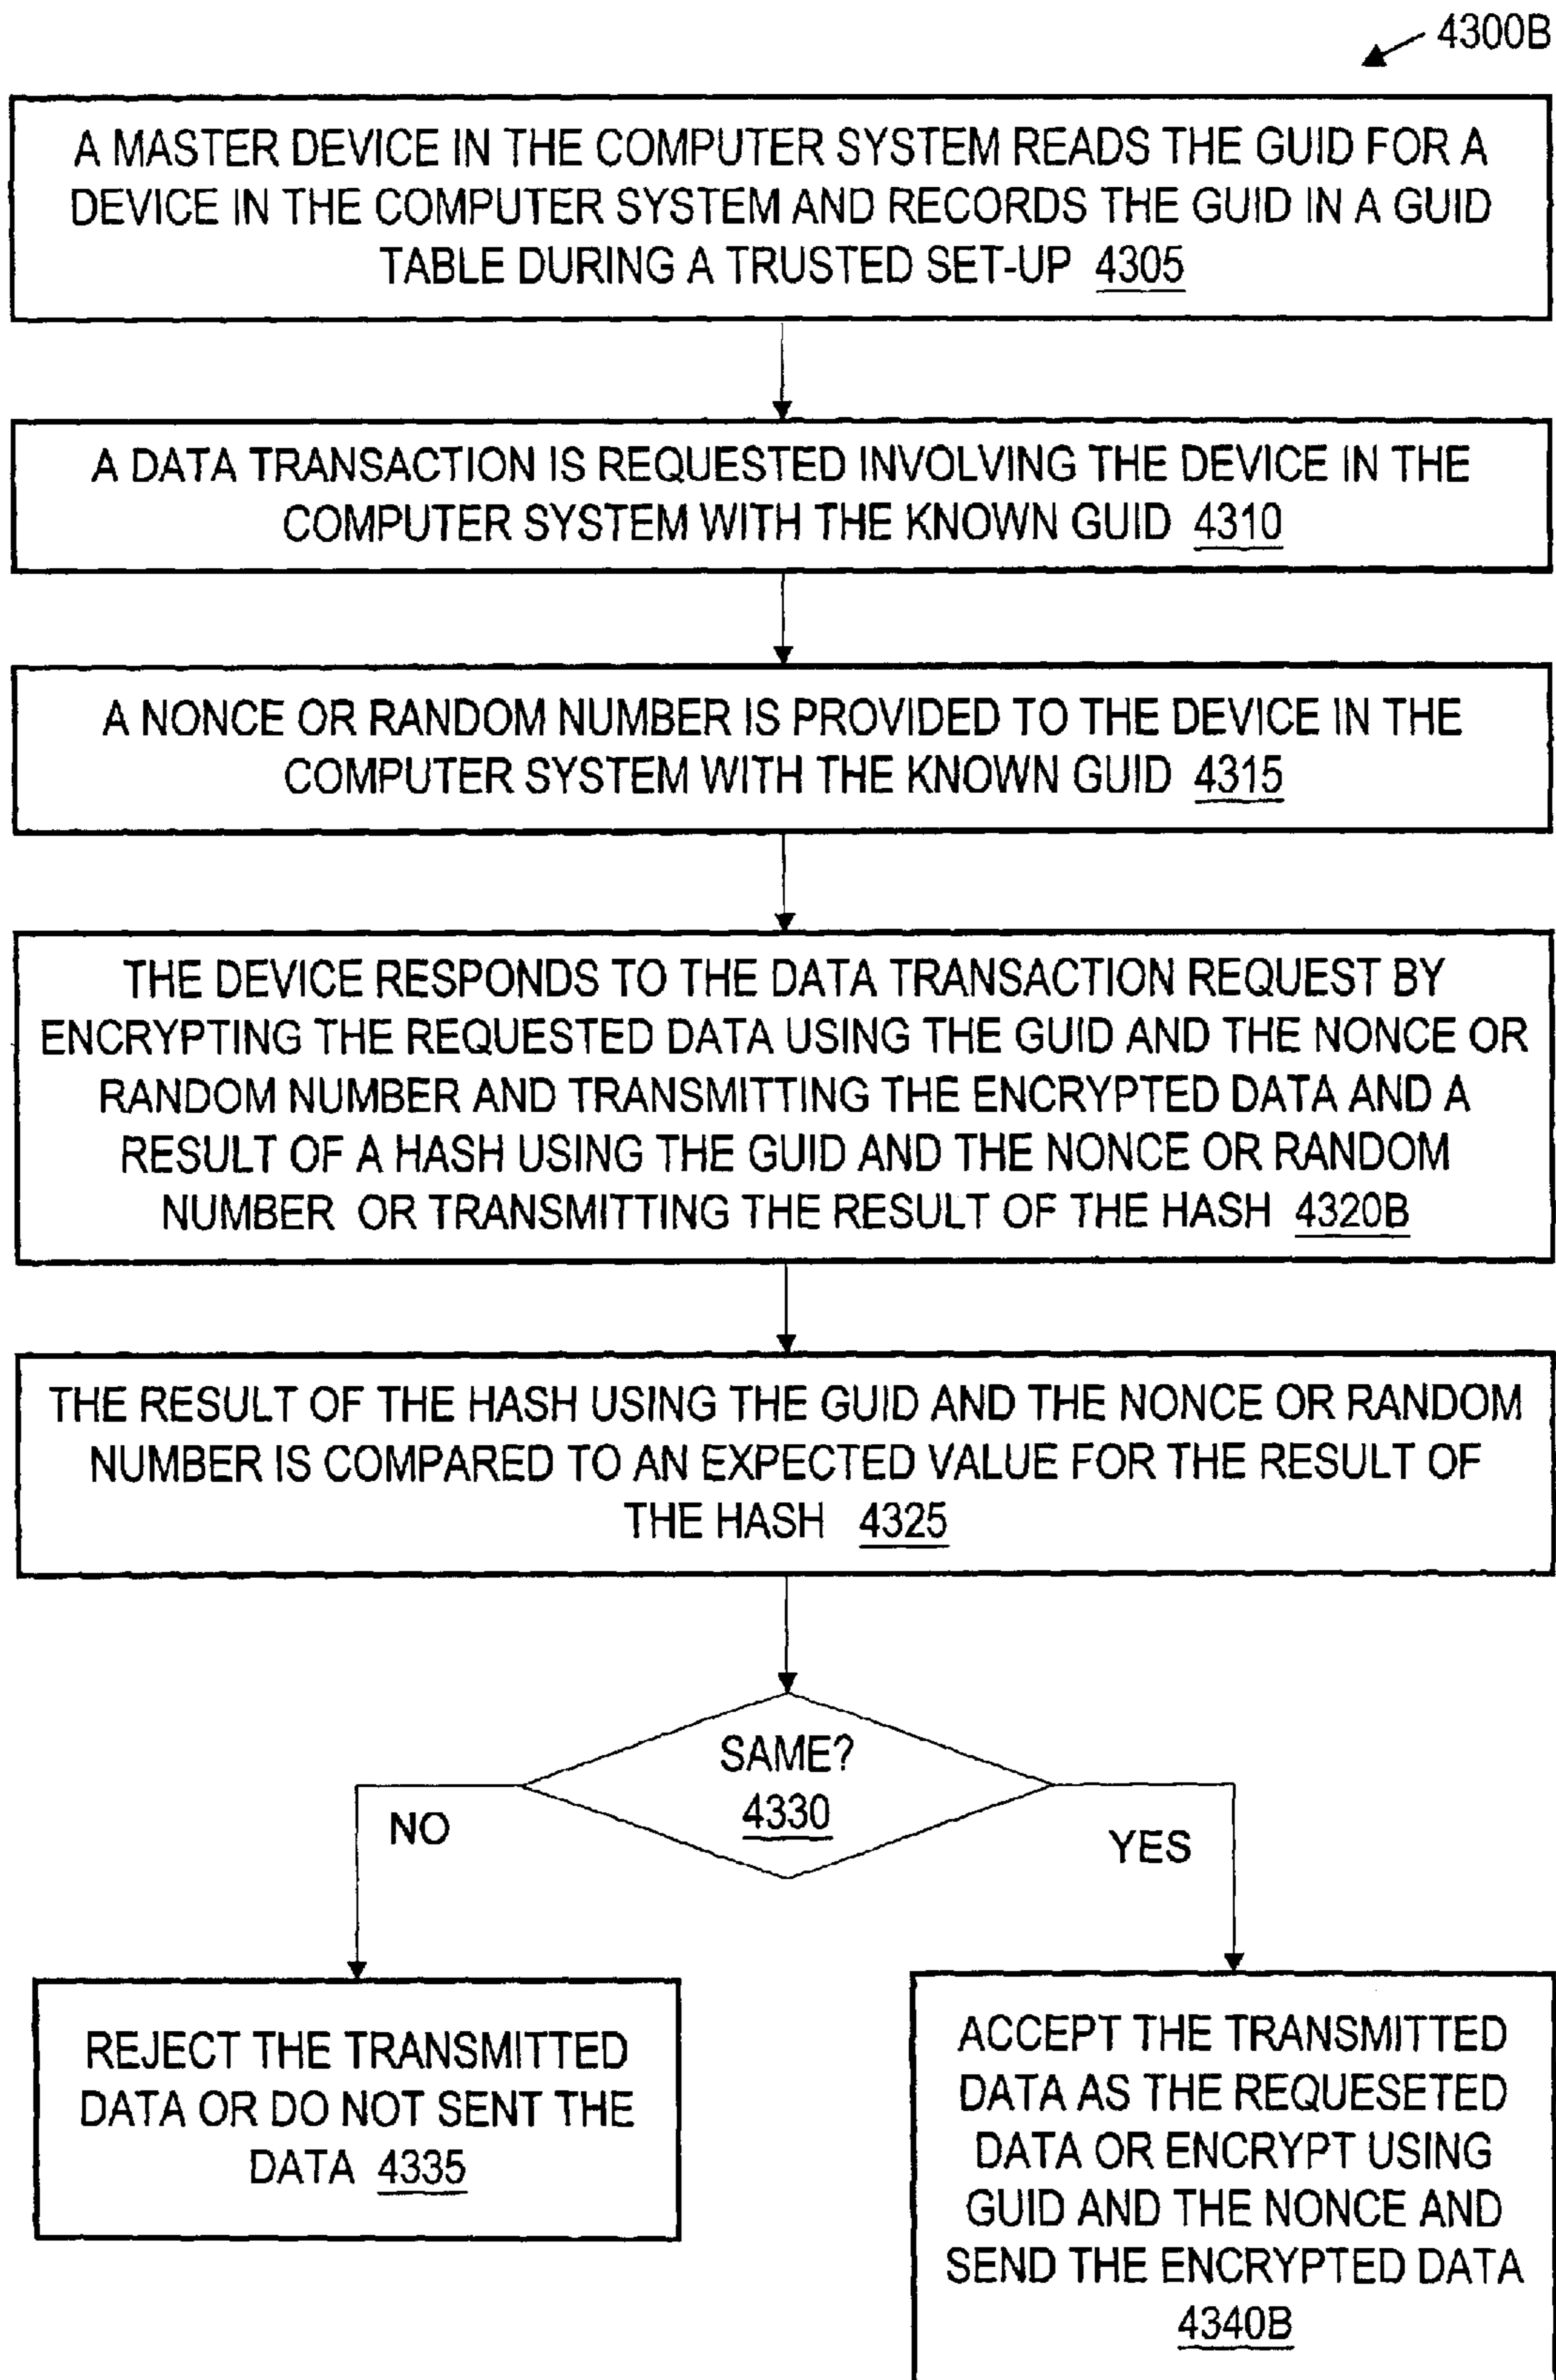 4300B
A MASTER DEVICE IN THE COMPUTER SYSTEM READS THE GUID FOR A
DEVICE IN THE COMPUTER SYSTEM AND RECORDS THE GUID IN A GUID
TABLE DURING A TRUSTED SET-UP 4305
A DATA TRANSACTION IS REQUESTED INVOLVING THE DEVICE IN THE
COMPUTER SYSTEM WITH THE KNOWN GUID 4310
A NONCE OR RANDOM NUMBER IS PROVIDED TO THE DEVICE IN THE
COMPUTER SYSTEM WITH THE KNOWN GUID 4315
THE DEVICE RESPONDS TO THE DATA TRANSACTION REQUEST BY
ENCRYPTING THE REQUESTED DATA USING THE GUID AND THE NONCE OR
RANDOM NUMBER AND TRANSMITTING THE ENCRYPTED DATA AND A
RESULT OF A HASH USING THE GUID AND THE NONCE OR RANDOM
NUMBER OR TRANSMITTING THE RESULT OF THE HASH 4320B
THE RESULT OF THE HASH USING THE GUID AND THE NONCE OR RANDOM
NUMBER IS COMPARED TO AN EXPECTED VALUE FOR THE RESULT OF
THE HASH 4325
SAME?
4330
NO
YES
REJECT THE TRANSMITTED
DATA OR DO NOT SENT THE
DATA 4335
ACCEPT THE TRANSMITTED
DATA AS THE REQUESETED
DATA OR ENCRYPT USING
GUID AND THE NONCE AND
SEND THE ENCRYPTED DATA
4340B